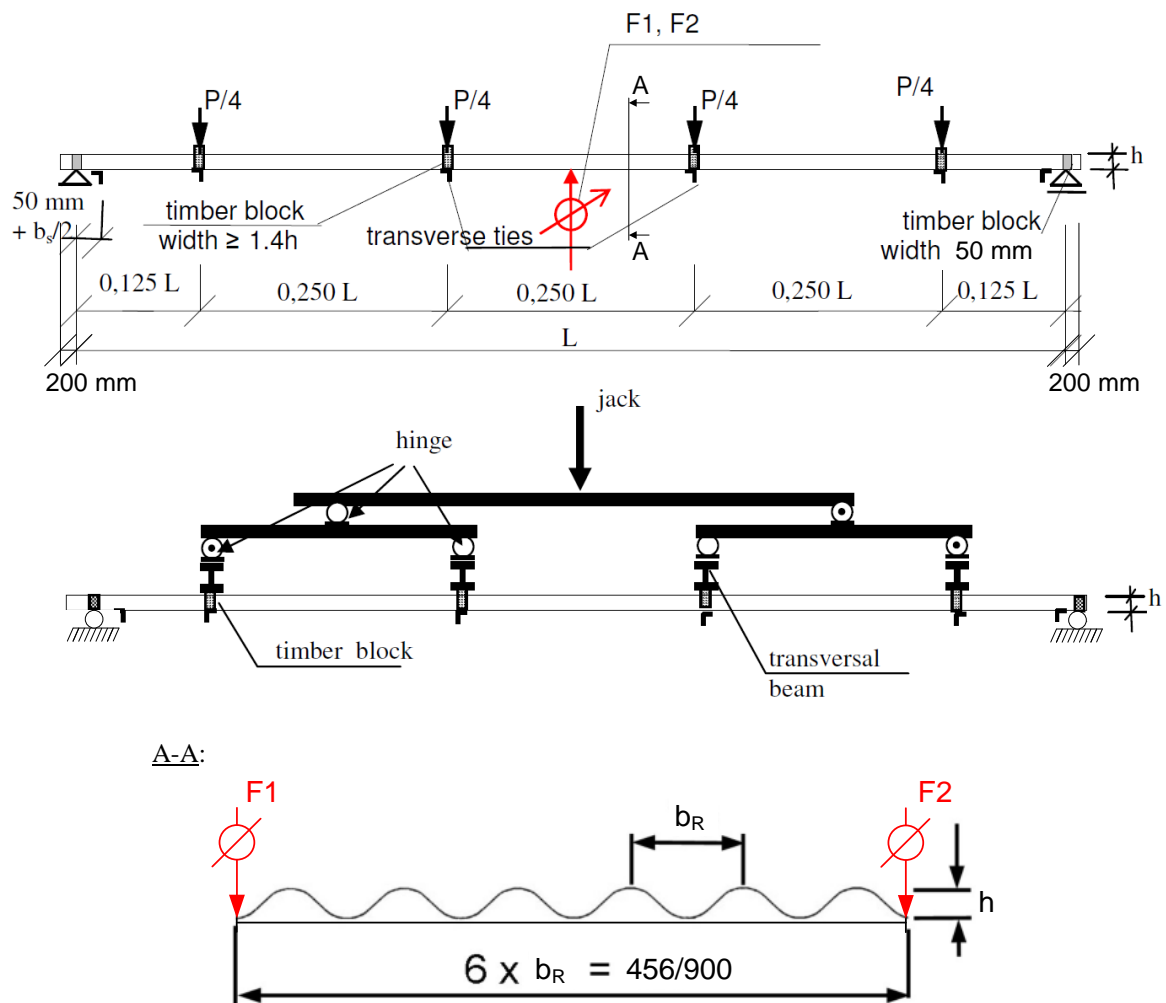 F1, F2
A
P/4
P/4
P/4
P/4
h
A
50 mm
+ bₛ/2
timber block
width ≥ 1.4h
transverse ties
timber block
width 50 mm
0,125 L
0,250 L
0,250 L
0,250 L
0,125 L
L
200 mm
200 mm
jack
hinge
h
timber block
transversal
beam
A-A:
F1
F2
b_R
h
6 x b_R = 456/900